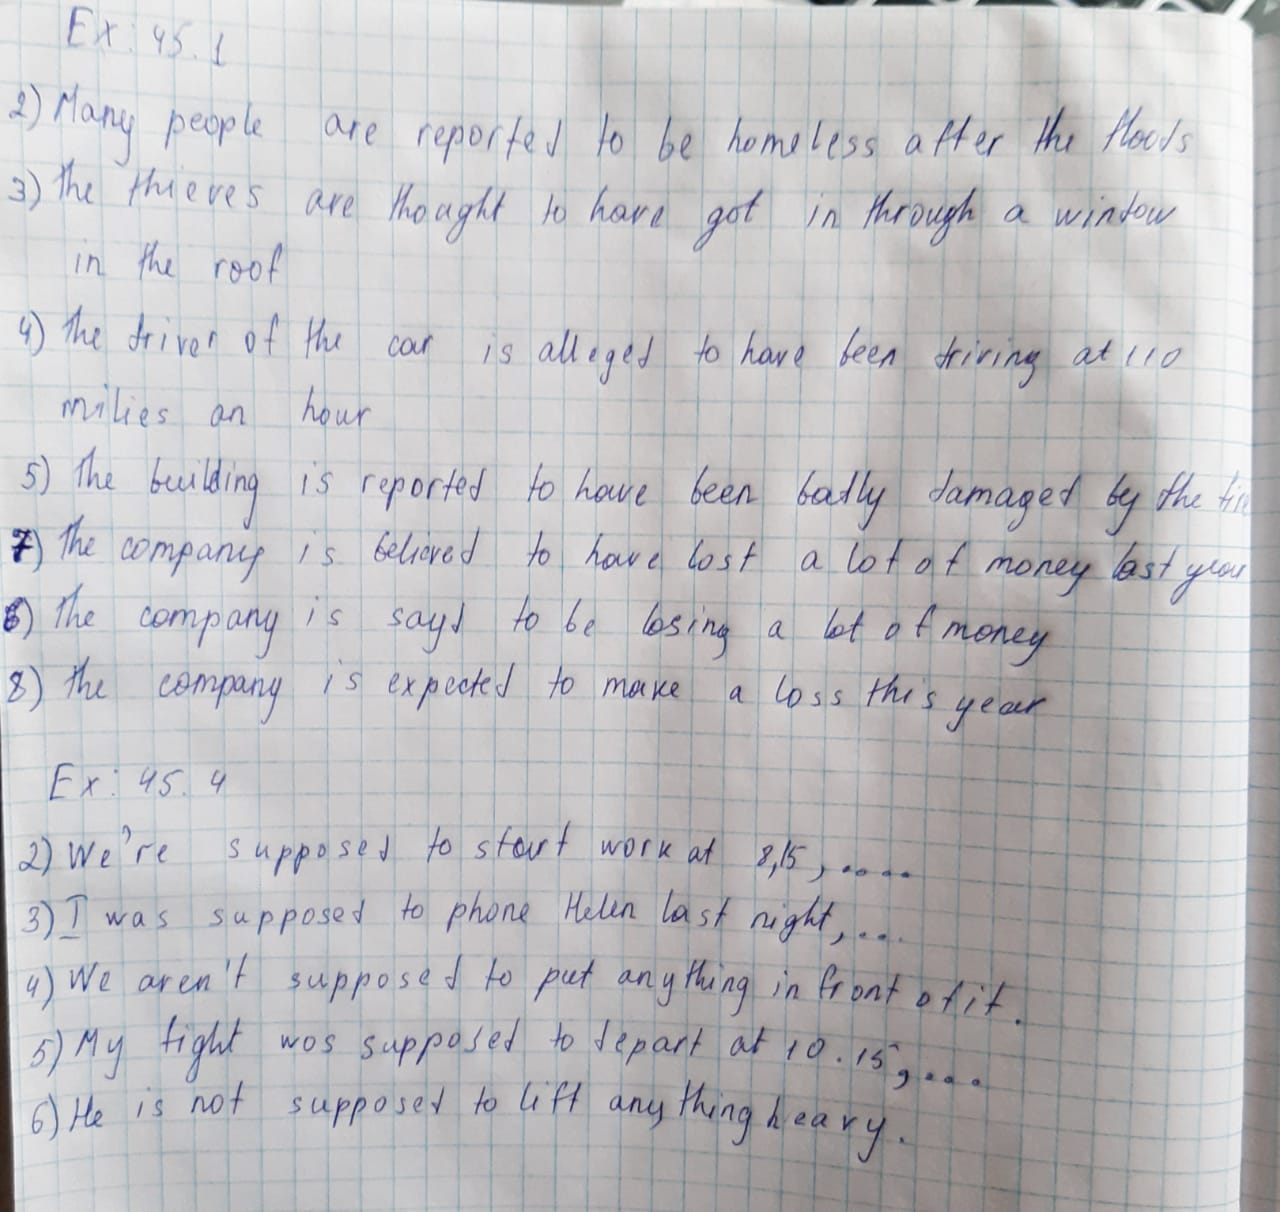 Ex: 45.1
2) Many people are reported to be homeless after the floods
3) the thieves are thought to have got in through a window
in the roof
4) the driver of the car is alleged to have been driving at 110
milies an hour
5) the building is reported to have been badly damaged by the
7) the company is believed to have lost a lot of money last year
6) the company is sayd to be losing a lot of money
8) the company is expected to make a loss this year
Ex: 45.4
2) We're supposed to start work at 8,15, .....
3) I was supposed to phone Helen last night, ...
4) We aren't supposed to put anything in front of it.
5) My fight was supposed to depart at 10.15, ....
6) He is not supposed to lift anything heavy.